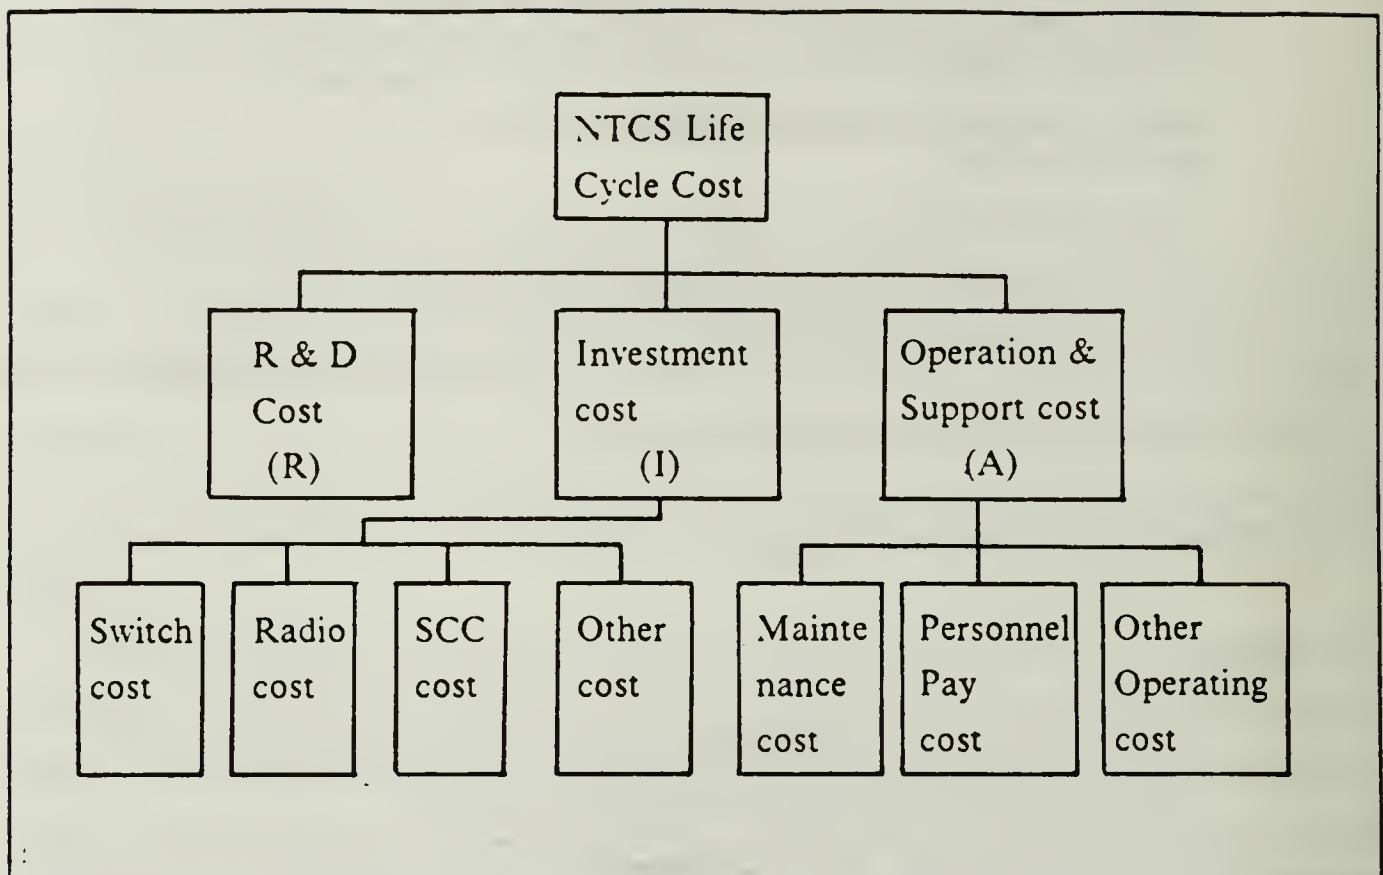 NTCS Life
Cycle Cost
R & D
Cost
(R)
Investment
cost
(I)
Operation &
Support cost
(A)
Switch
cost
Radio
cost
SCC
cost
Other
cost
Mainte
nance
cost
Personnel
Pay
cost
Other
Operating
cost